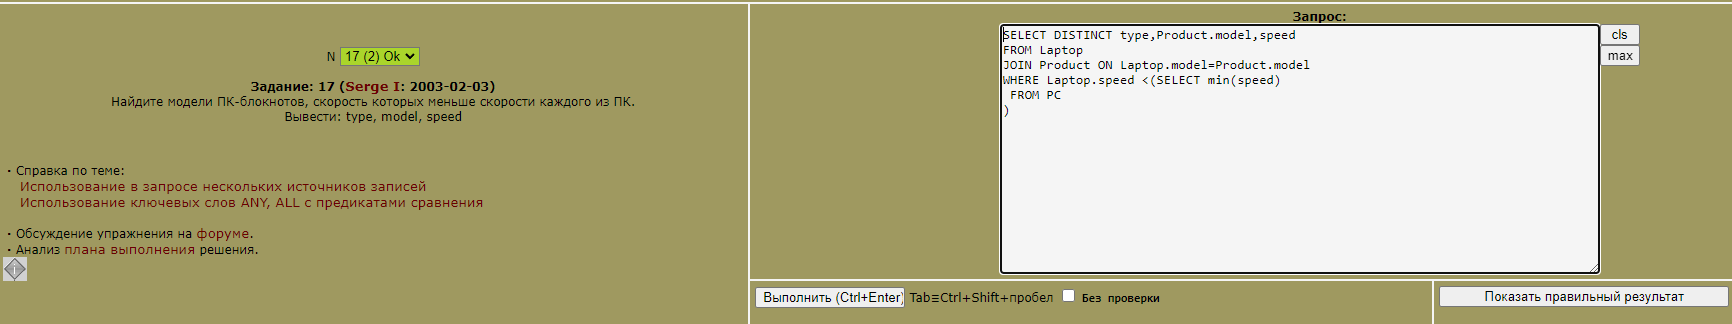 N 17 (2) Ok
Задание: 17 (Serge I: 2003-02-03)
Найдите модели ПК-блокнотов, скорость которых меньше скорости каждого из ПК.
Вывести: type, model, speed
· Справка по теме:
Использование в запросе нескольких источников записей
Использование ключевых слов ANY, ALL с предикатами сравнения
· Обсуждение упражнения на форуме.
· Анализ плана выполнения решения.
Запрос:
SELECT DISTINCT type,Product.model,speed
FROM Laptop
JOIN Product ON Laptop.model=Product.model
WHERE Laptop.speed <(SELECT min(speed)
FROM PC
)
cls
max
Выполнить (Ctrl+Enter) Tab≡Ctrl+Shift+пробел Без проверки
Показать правильный результат